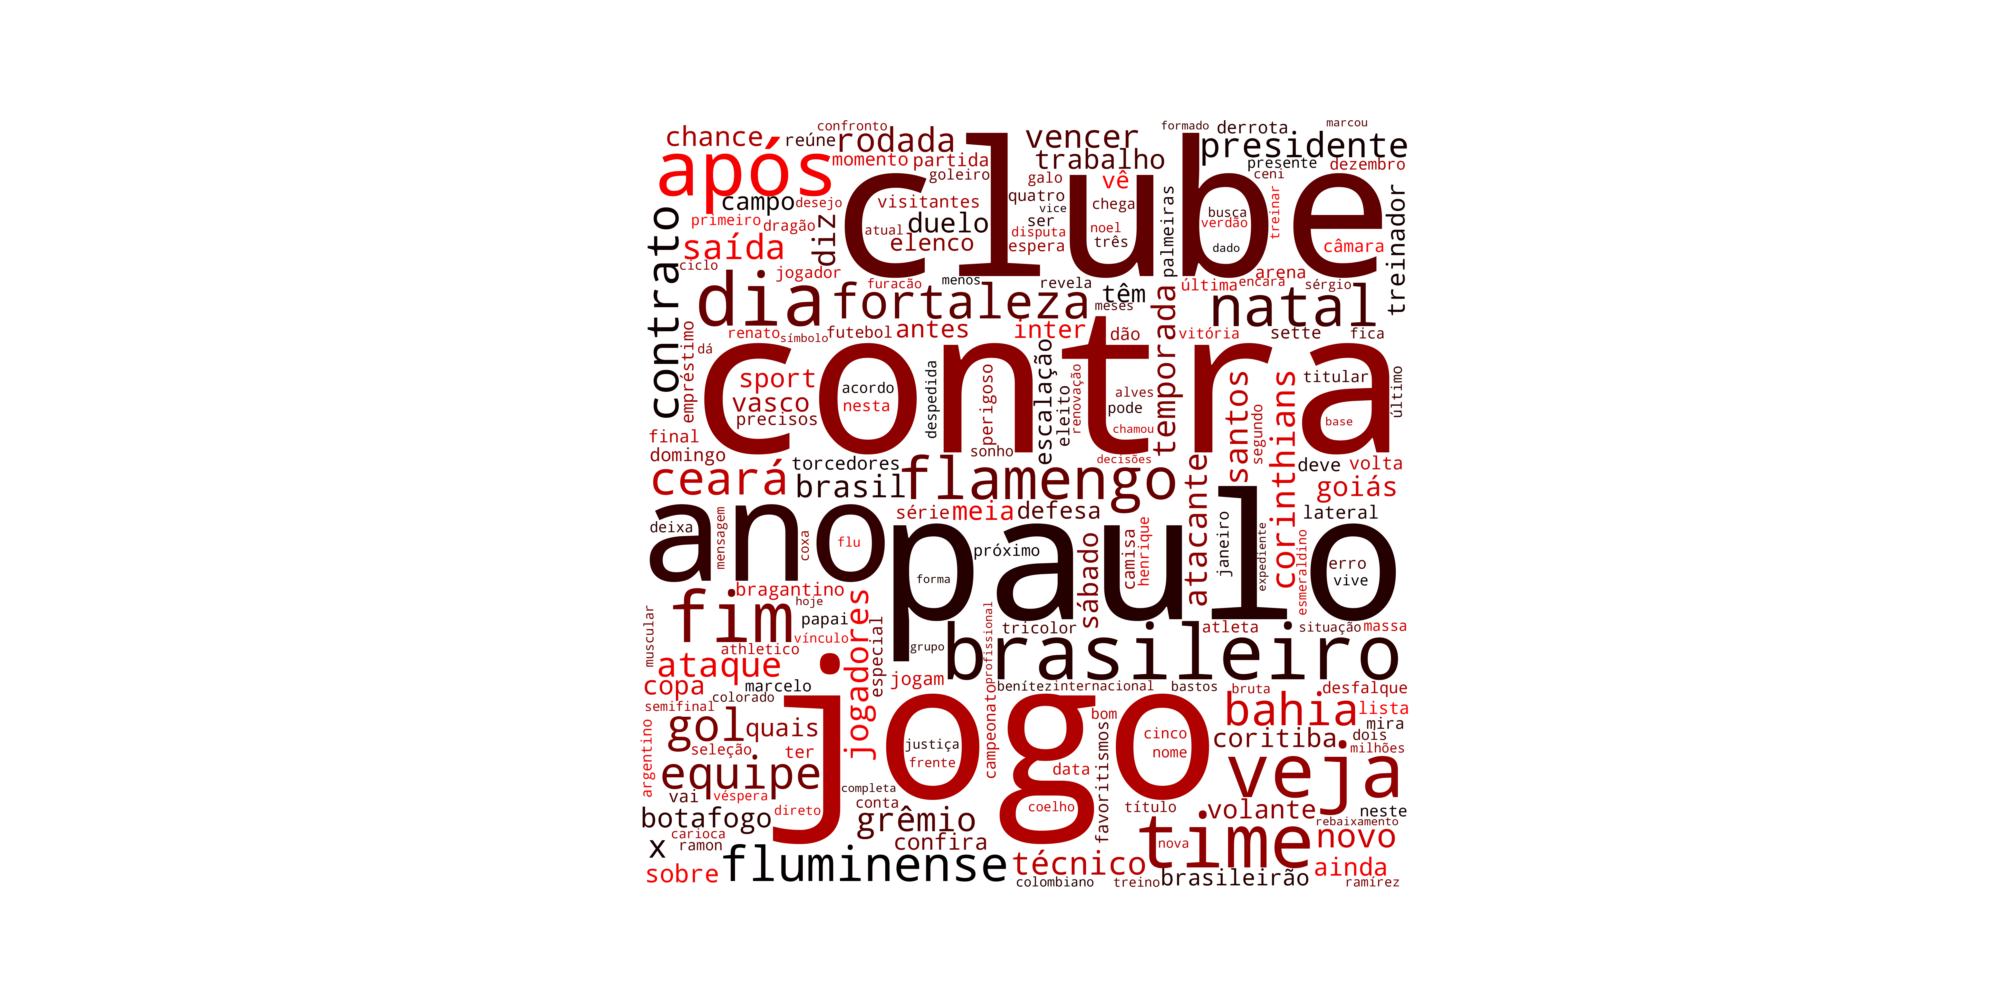 confronto
formado
derrota
marcou
chance
reúne
rodada
vencer
presidente
após
clube
momento
partida
trabalho
presente
dezembro
goleiro
galo
vê
ceni
campo
desejo
visitantes
quatro
chega
palmeiras
treinar
treinador
contrato
primeiro
dragão
diz
atual
duelo
vice
ser
noel
busca
verdão
disputa
saída
elenco
espera
três
dado
câmara
ciclo
jogador
furacão
menos
revela
têm
última
arena
encara
sérgio
dia
fortaleza
meses
natal
empréstimo
renato
símbolo
futebol
antes
inter
dão
temporada
vitória
sette
fica
dá
contra
sport
acordo
despedida
perigoso
escalação
eleito
renovação
alves
pode
santos
segundo
corinthians
titular
último
vasco
nesta
precisos
chamou
base
final
domingo
sonho
decisões
ceará
torcedores
brasil
flamengo
atacante
deve
volta
goiás
ano
série
meia
defesa
paulo
lateral
deixa
mensagem
coxa
flu
próximo
sábado
camisa
henrique
janeiro
expediente
esmeraldino
erro
vive
forma
bragantino
fim
hoje
papai
jogadores
vínculo
muscular
athletico
especial
grupo
profissional
tricolor
brasileiro
atleta
situação
massa
ataque
jogam
copa
marcelo
colorado
benítez
internacional
bastos
bruta
desfalque
semifinal
jogo
campeonato
bom
bahia
lista
mira
argentino
gol
quais
seleção
ter
justiça
frente
cinco
nome
coritiba
dois
milhões
equipe
data
favoritismos
veja
vai
véspera
direto
completa
conta
coelho
título
volante
neste
botafogo
carioca
grêmio
rebaixamento
x
ramon
confira
time
nova
novo
sobre
fluminense
técnico
ainda
colombiano
treino
brasileirão
ramírez